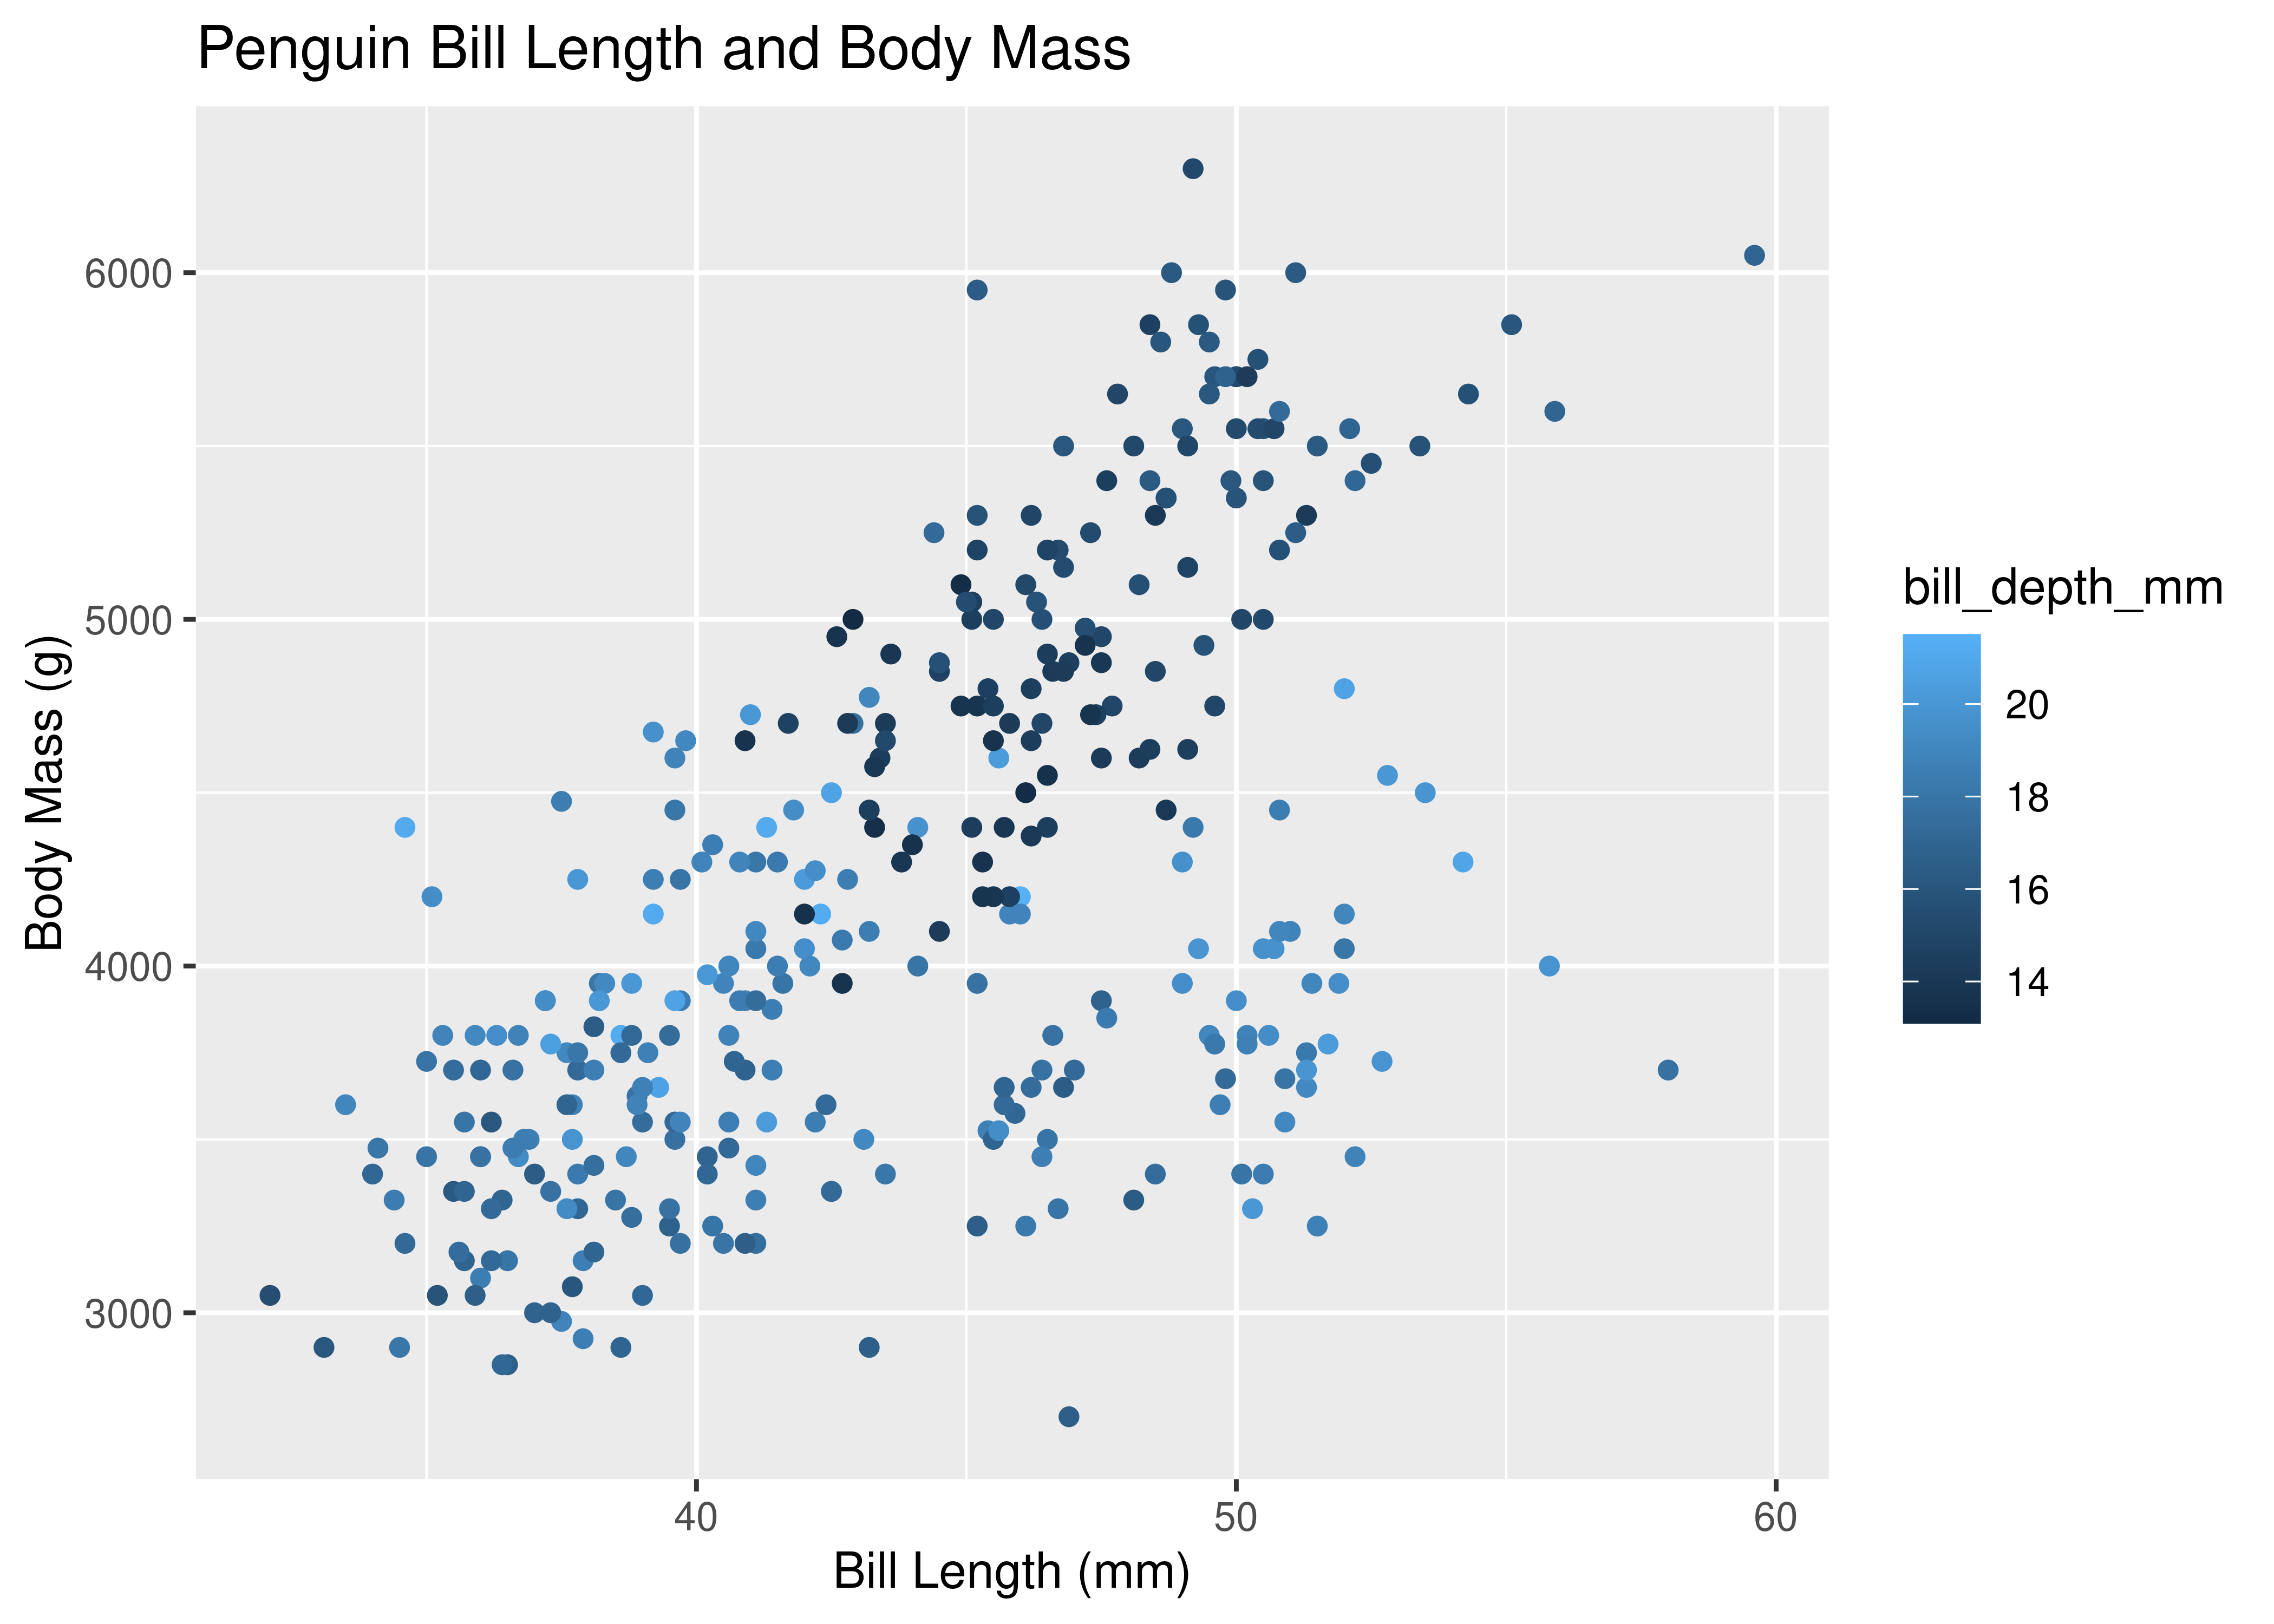 Penguin Bill Length and Body Mass
6000
5000
4000
3000
Body Mass (g)
40
50
60
Bill Length (mm)
bill_depth_mm
20
18
16
14